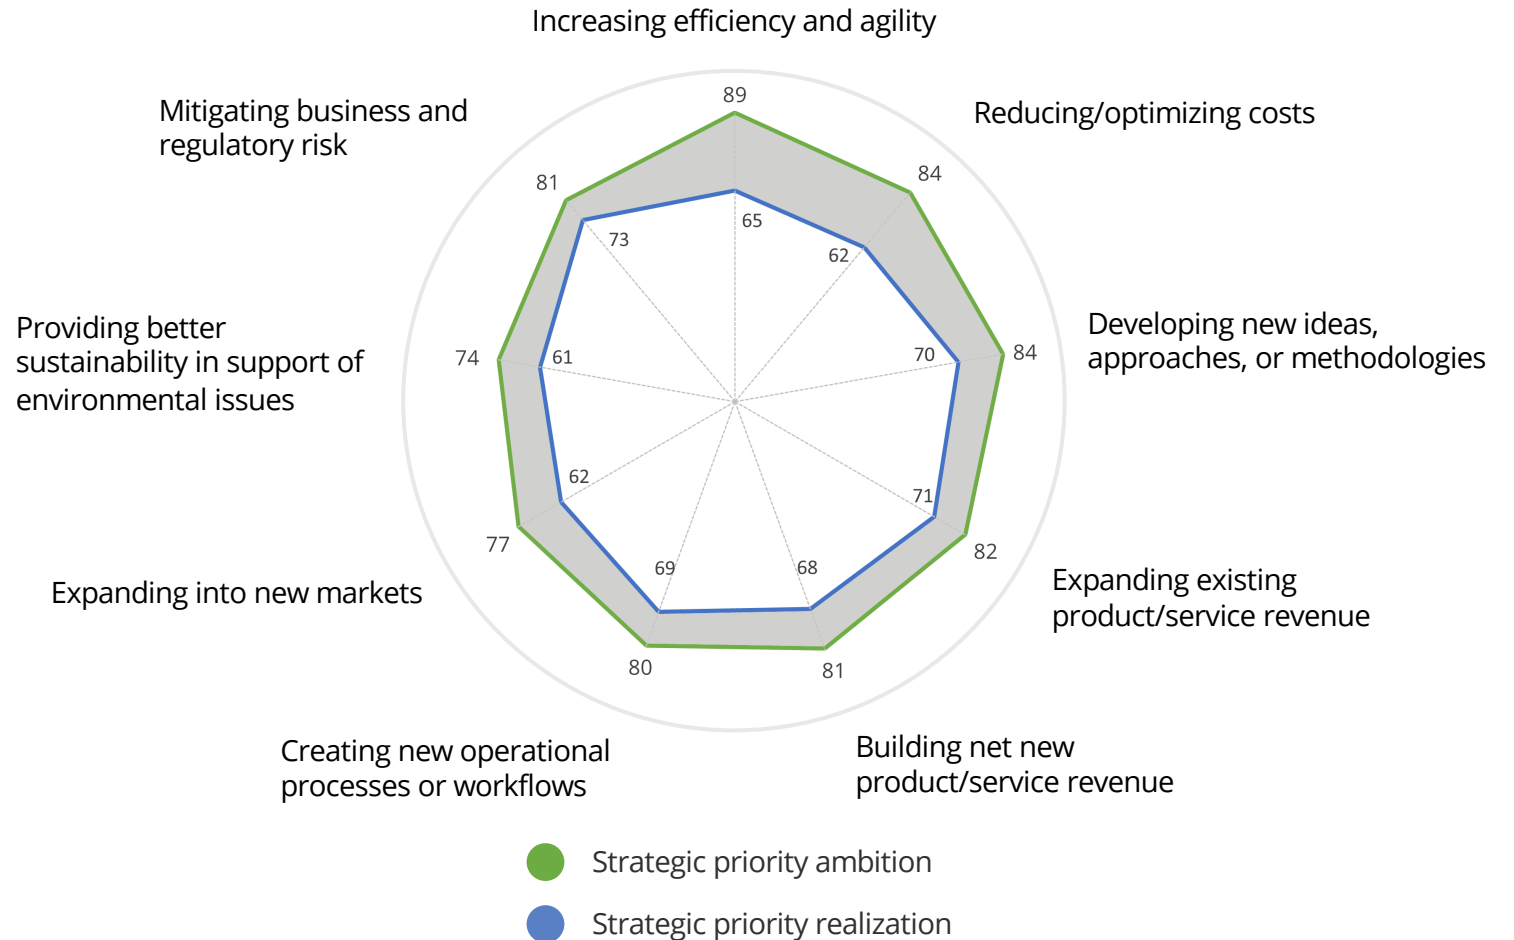 Increasing efficiency and agility
89
Mitigating business and
regulatory risk
Reducing/optimizing costs
81
84
65
73
62
Providing better
sustainability in support of
environmental issues
74
61
70
84
Developing new ideas,
approaches, or methodologies
62
71
77
82
69
68
Expanding into new markets
Expanding existing
product/service revenue
80
81
Creating new operational
processes or workflows
Building net new
product/service revenue
Strategic priority ambition
Strategic priority realization